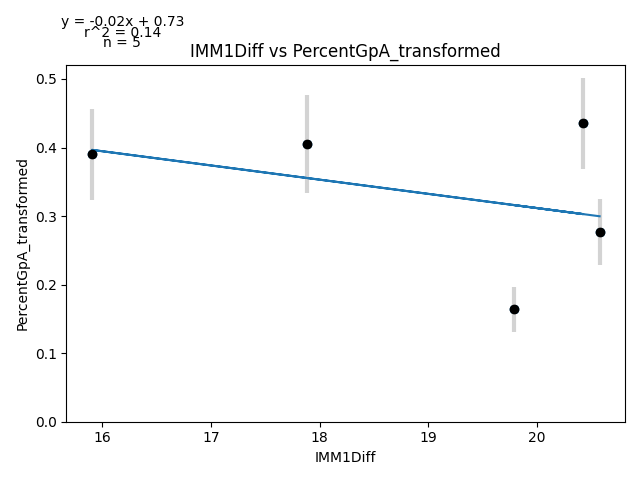 y = -0.02x + 0.73
r^2 = 0.14
n = 5
IMM1Diff vs PercentGpA_transformed
PercentGpA_transformed
0.5
0.4
0.3
0.2
0.1
0.0
16 17 18 19 20
IMM1Diff